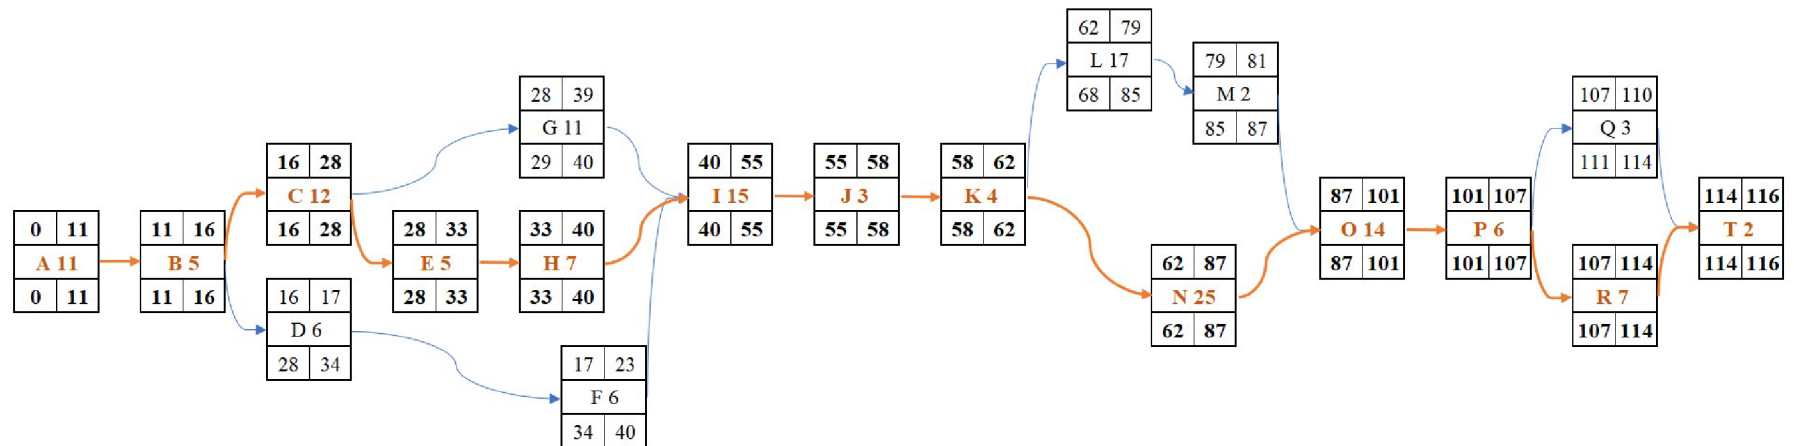 0 11
A 11
0 11
11 16
B 5
11 16
16 28
C 12
16 28
16 17
D 6
28 34
28 33
E 5
28 33
28 39
G 11
29 40
33 40
H 7
33 40
17 23
F 6
34 40
40 55
I 15
40 55
55 58
J 3
55 58
58 62
K 4
58 62
62 79
L 17
68 85
79 81
M 2
85 87
62 87
N 25
62 87
87 101
O 14
87 101
101 107
P 6
101 107
107 110
Q 3
111 114
107 114
R 7
107 114
114 116
T 2
114 116